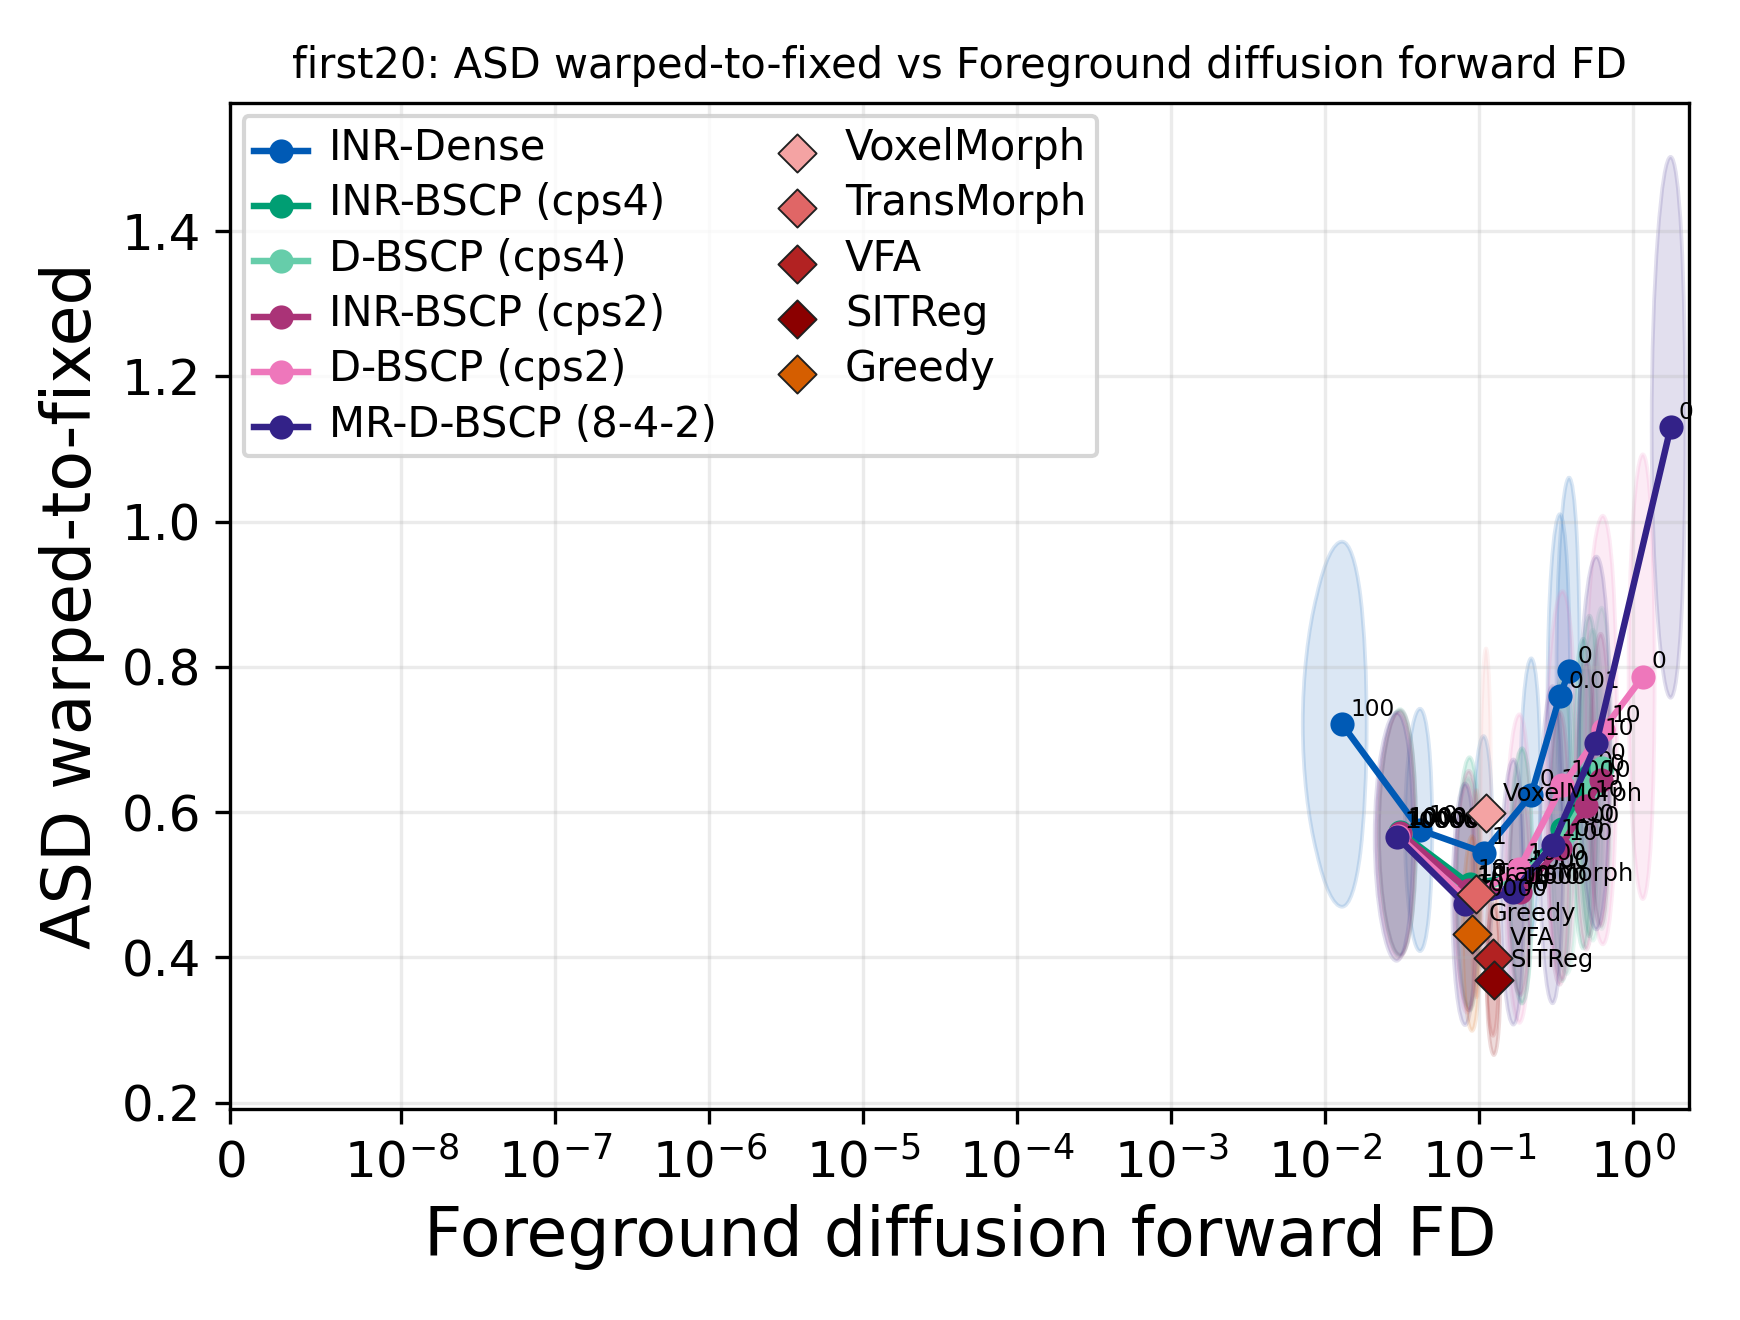 first20: ASD warped-to-fixed vs Foreground diffusion forward FD
INR-Dense
INR-BSCP (cps4)
D-BSCP (cps4)
INR-BSCP (cps2)
D-BSCP (cps2)
MR-D-BSCP (8-4-2)
VoxelMorph
TransMorph
VFA
SITReg
Greedy
ASD warped-to-fixed
1.4
1.2
1.0
0.8
0.6
0.4
0.2
0
0
0
0.01
100
10
10
VoxelMorph
1
Greedy
VFA
SITReg
0
10⁻⁸
10⁻⁷
10⁻⁶
10⁻⁵
10⁻⁴
10⁻³
10⁻²
10⁻¹
10⁰
Foreground diffusion forward FD